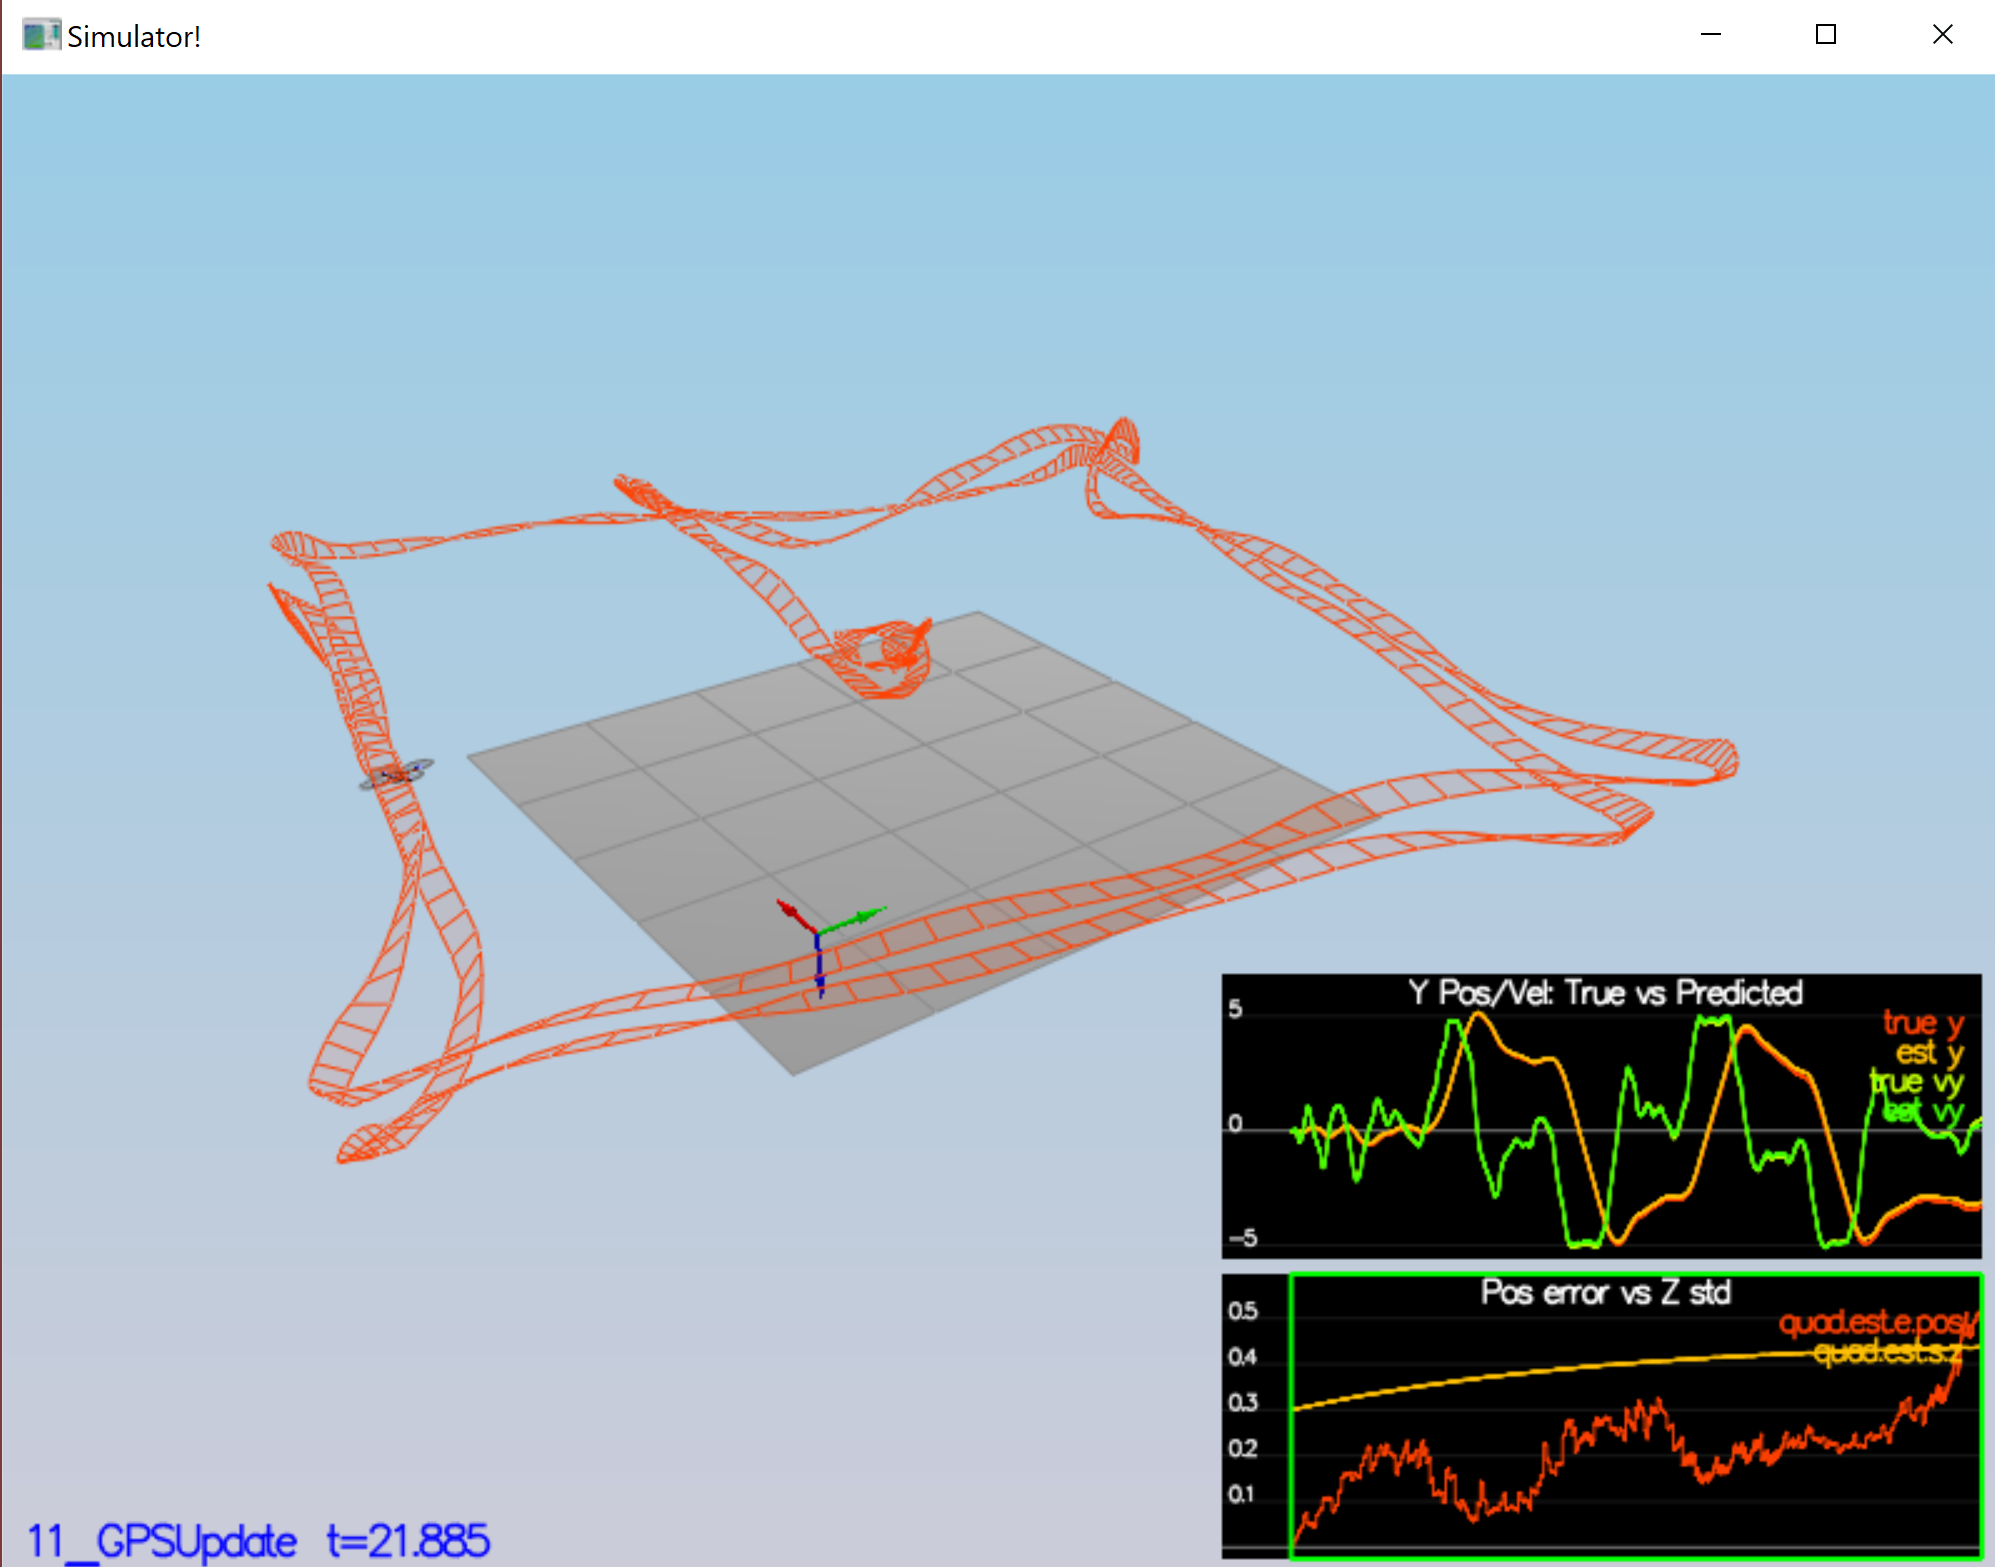 Simulator!
Y Pos/Vel: True vs Predicted
5
0
−5
true y
est y
true vy
est vy
Pos error vs Z std
0.5
0.4
0.3
0.2
0.1
quad.est.e.pos
quad.est.s.z
11_GPSUpdate t=21.885